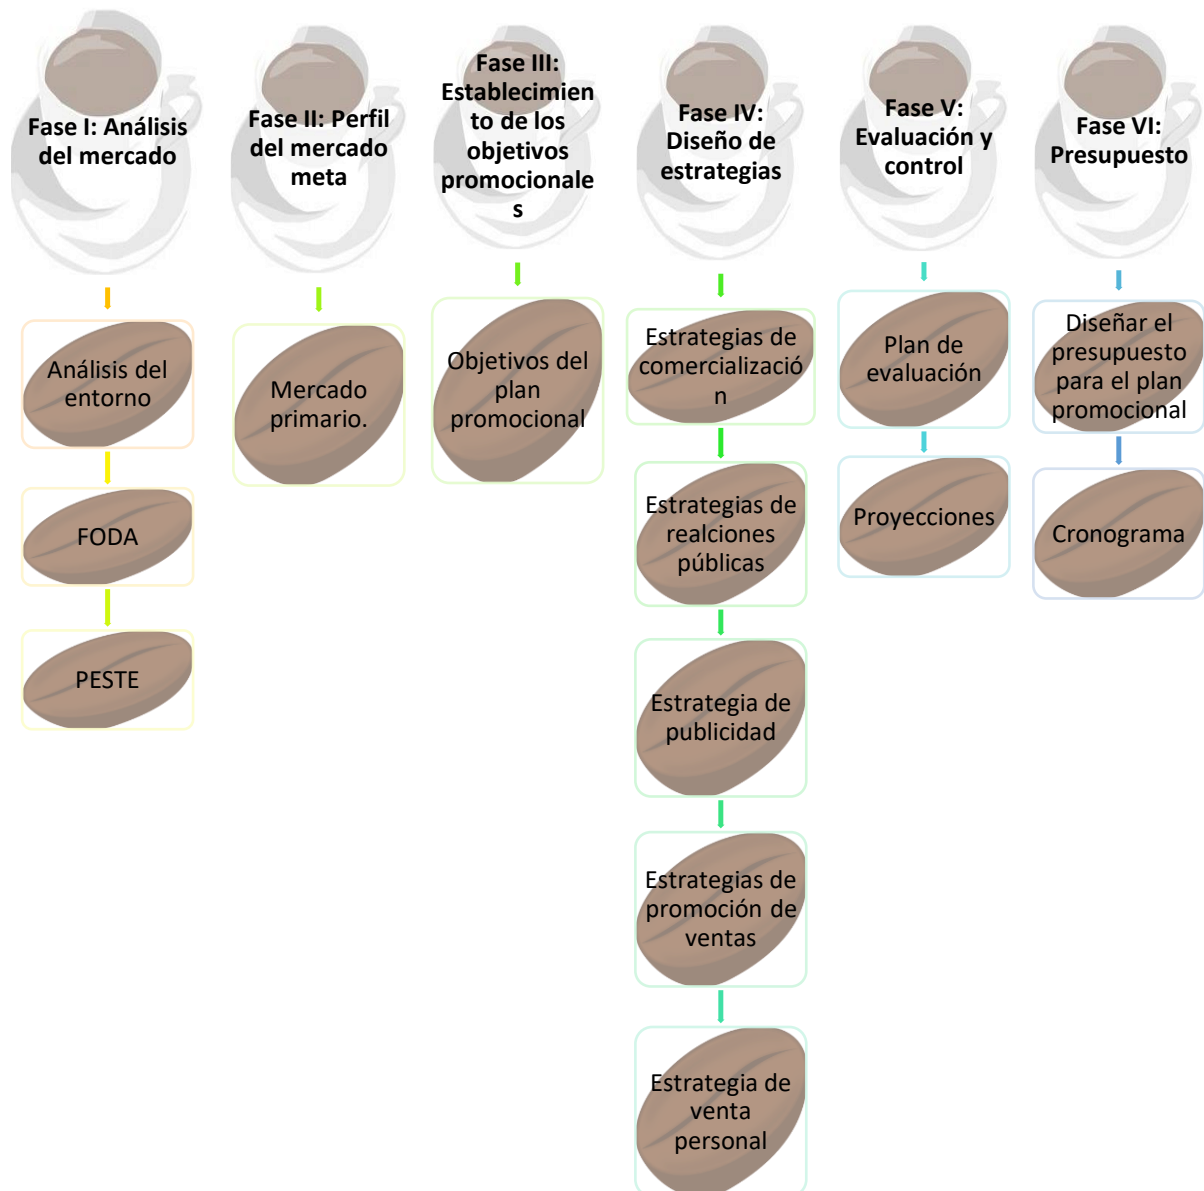 Fase I: Análisis
del mercado
Análisis del
entorno
FODA
PESTE
Fase II: Perfil
del mercado
meta
Mercado
primario.
Fase III:
Establecimien
to de los
objetivos
promocionale
s
Objetivos del
plan
promocional
Fase IV:
Diseño de
estrategias
Estrategias de
comercializació
n
Estrategias de
realciones
públicas
Estrategia de
publicidad
Estrategias de
promoción de
ventas
Estrategia de
venta
personal
Fase V:
Evaluación y
control
Plan de
evaluación
Proyecciones
Fase VI:
Presupuesto
Diseñar el
presupuesto
para el plan
promocional
Cronograma